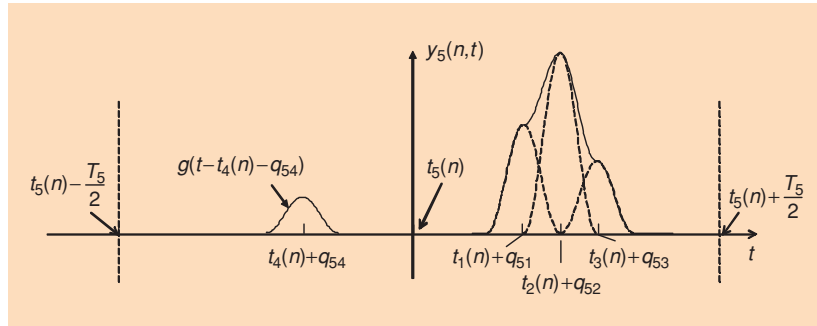 y₅(n,t)
g(t−t₄(n)−q₅₄)
t₅(n)
t₅(n)−T₅/2
t₅(n)+T₅/2
t₄(n)+q₅₄
t₁(n)+q₅₁
t₃(n)+q₅₃
t
t₂(n)+q₅₂